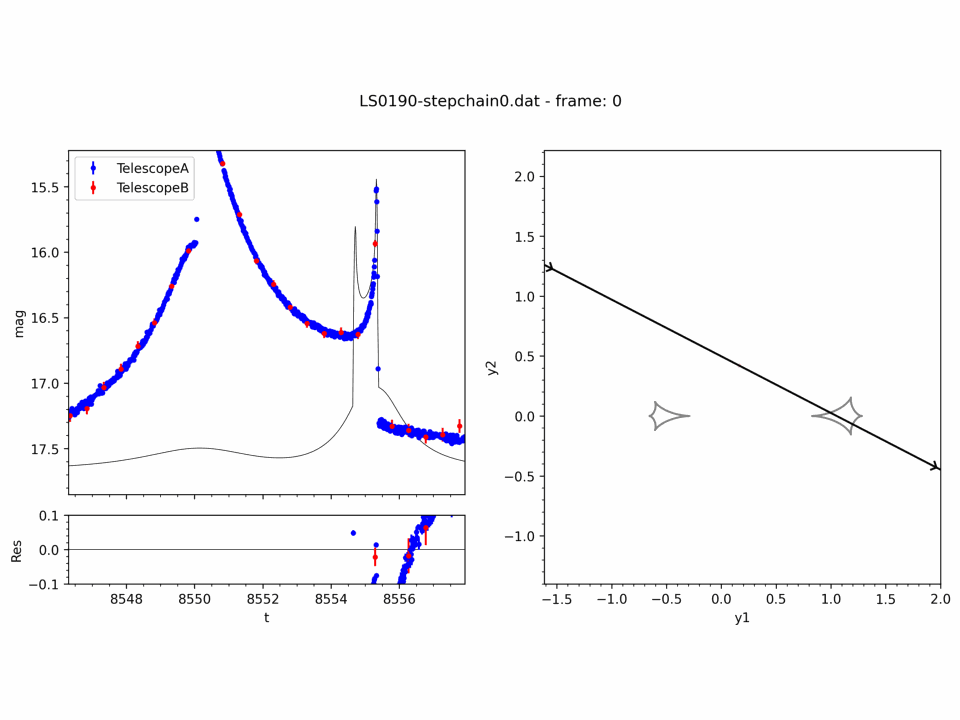 LS0190-stepchain0.dat - frame: 0
TelescopeA
TelescopeB
mag
15.5
16.0
16.5
17.0
17.5
Res
0.1
0.0
−0.1
8548 8550 8552 8554 8556
t
y2
2.0
1.5
1.0
0.5
0.0
−0.5
−1.0
−1.5 −1.0 −0.5 0.0 0.5 1.0 1.5 2.0
y1